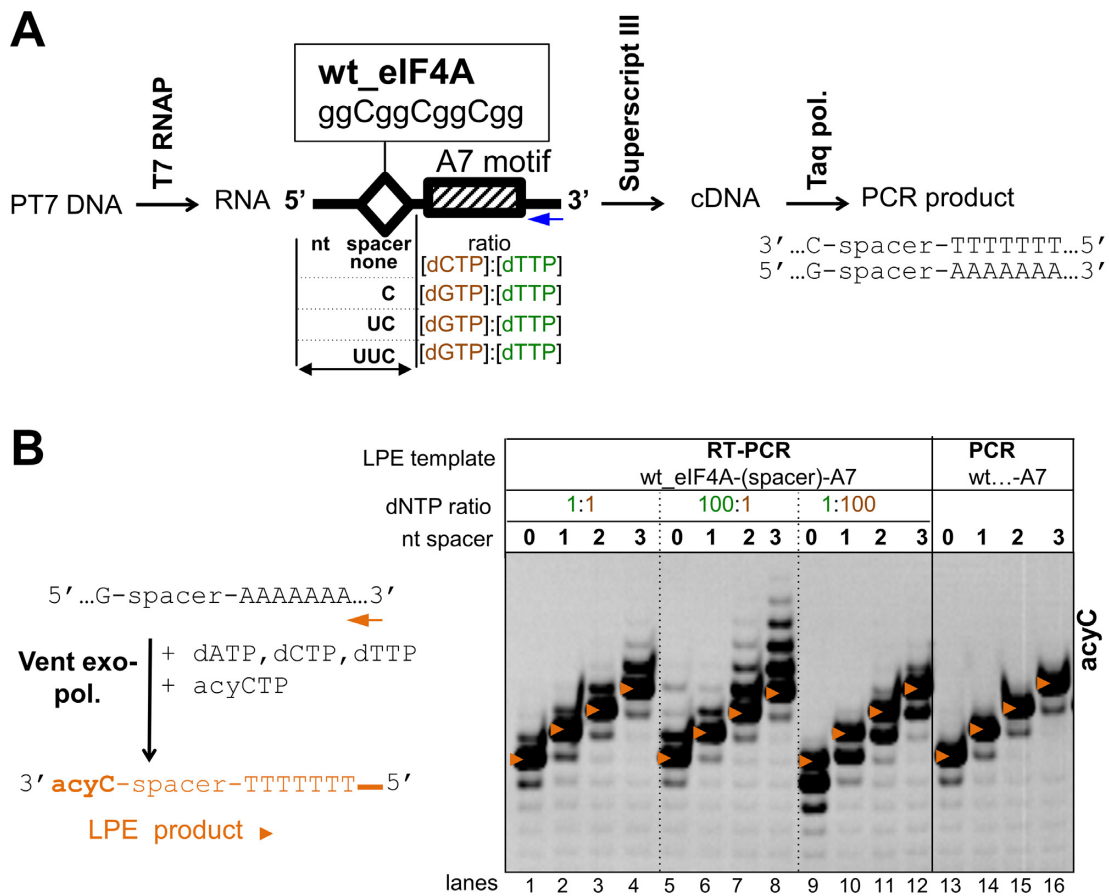 A
wt_eIF4A
ggCggCggCgg
PT7 DNA
T7 RNAP
RNA
5’
A7 motif
3’
Superscript III
cDNA
Taq pol.
PCR product
3’…C-spacer-TTTTTTT…5’
5’…G-spacer-AAAAAAA…3’
nt spacer ratio
none [dCTP]:[dTTP]
C [dGTP]:[dTTP]
UC [dGTP]:[dTTP]
UUC [dGTP]:[dTTP]
B
LPE template
RT-PCR
PCR
wt_eIF4A-(spacer)-A7
wt…-A7
dNTP ratio 1:1 100:1 1:100
nt spacer 0 1 2 3 0 1 2 3 0 1 2 3 0 1 2 3
5’…G-spacer-AAAAAAA…3’
Vent exo-
pol.
+ dATP,dCTP,dTTP
+ acyCTP
3’ acyC-spacer-TTTTTTT 5’
LPE product
acyC
lanes 1 2 3 4 5 6 7 8 9 10 11 12 13 14 15 16